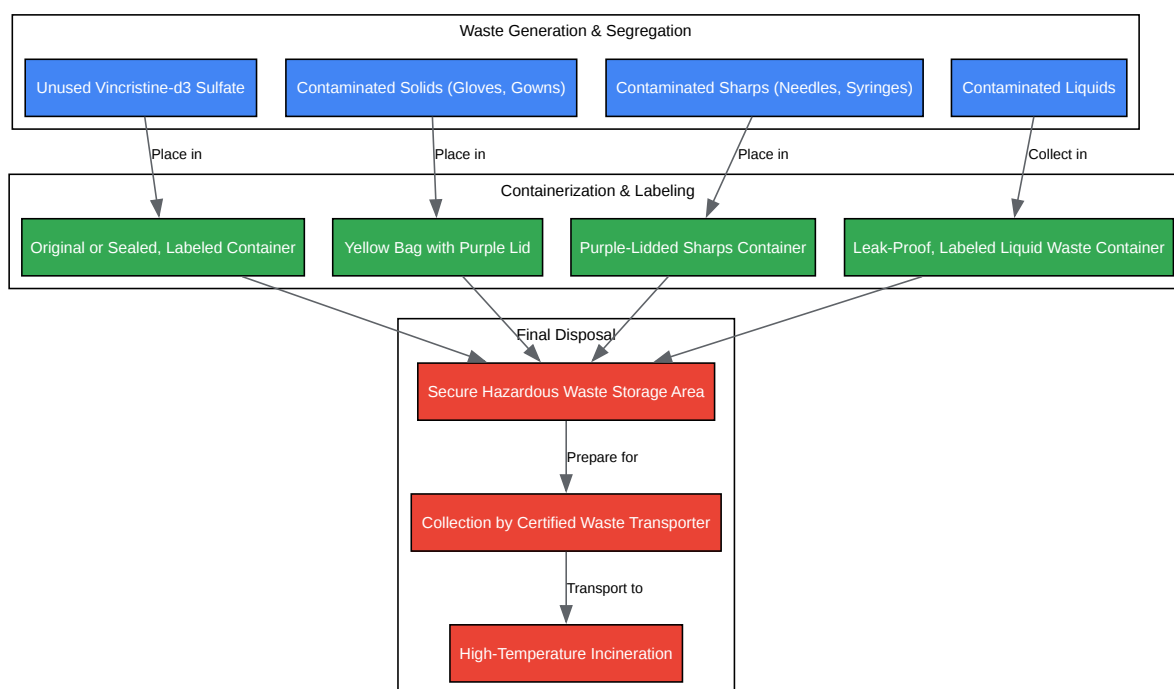 Waste Generation & Segregation
Unused Vincristine-d3 Sulfate
Contaminated Solids (Gloves, Gowns)
Contaminated Sharps (Needles, Syringes)
Contaminated Liquids
Place in
Place in
Place in
Collect in
Containerization & Labeling
Original or Sealed, Labeled Container
Yellow Bag with Purple Lid
Purple-Lidded Sharps Container
Leak-Proof, Labeled Liquid Waste Container
Final Disposal
Secure Hazardous Waste Storage Area
Prepare for
Collection by Certified Waste Transporter
Transport to
High-Temperature Incineration